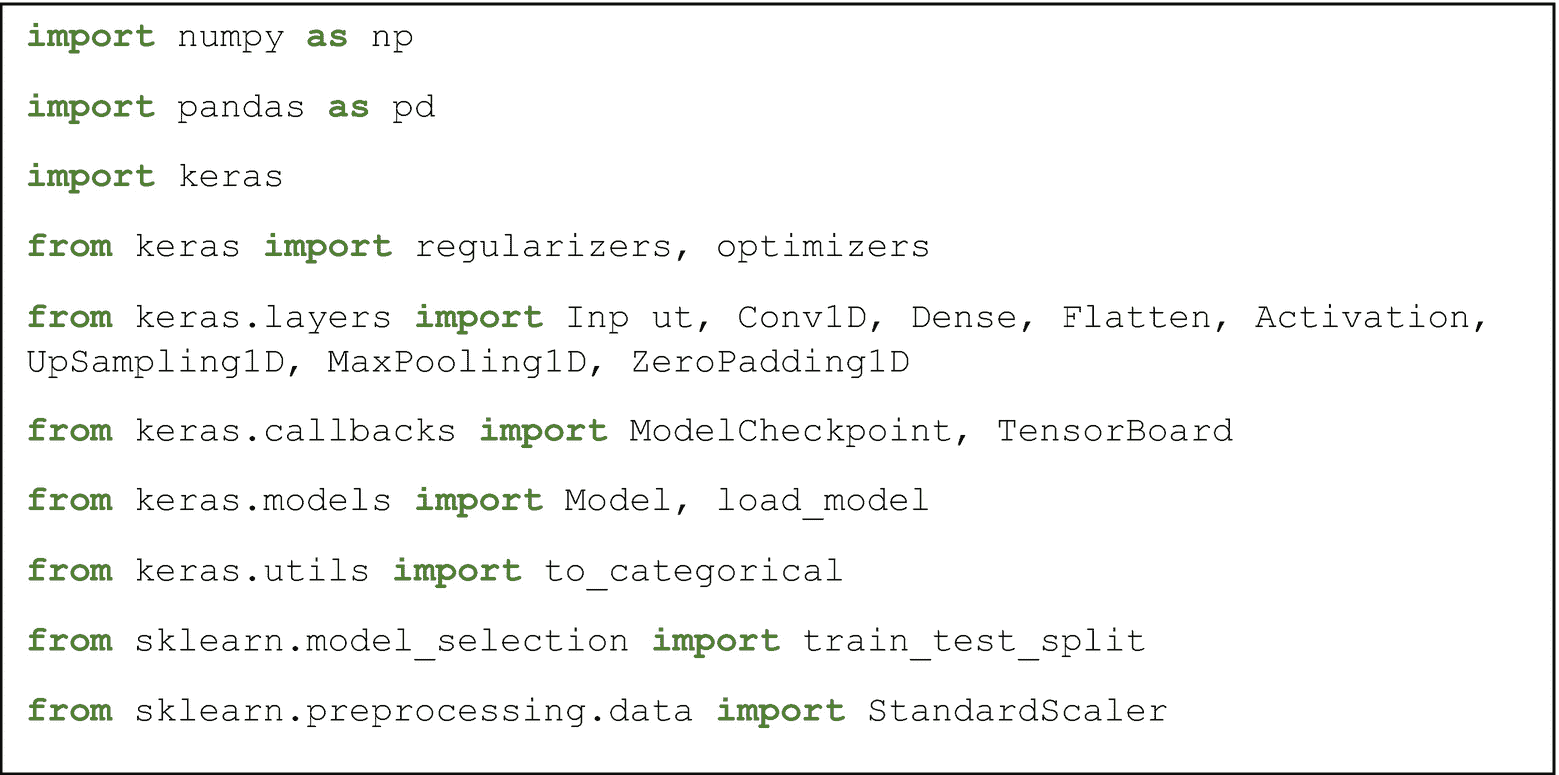 import numpy as np
import pandas as pd
import keras
from keras import regularizers, optimizers
from keras.layers import Inp ut, Conv1D, Dense, Flatten, Activation,
UpSampling1D, MaxPooling1D, ZeroPadding1D
from keras.callbacks import ModelCheckpoint, TensorBoard
from keras.models import Model, load_model
from keras.utils import to_categorical
from sklearn.model_selection import train_test_split
from sklearn.preprocessing.data import StandardScaler